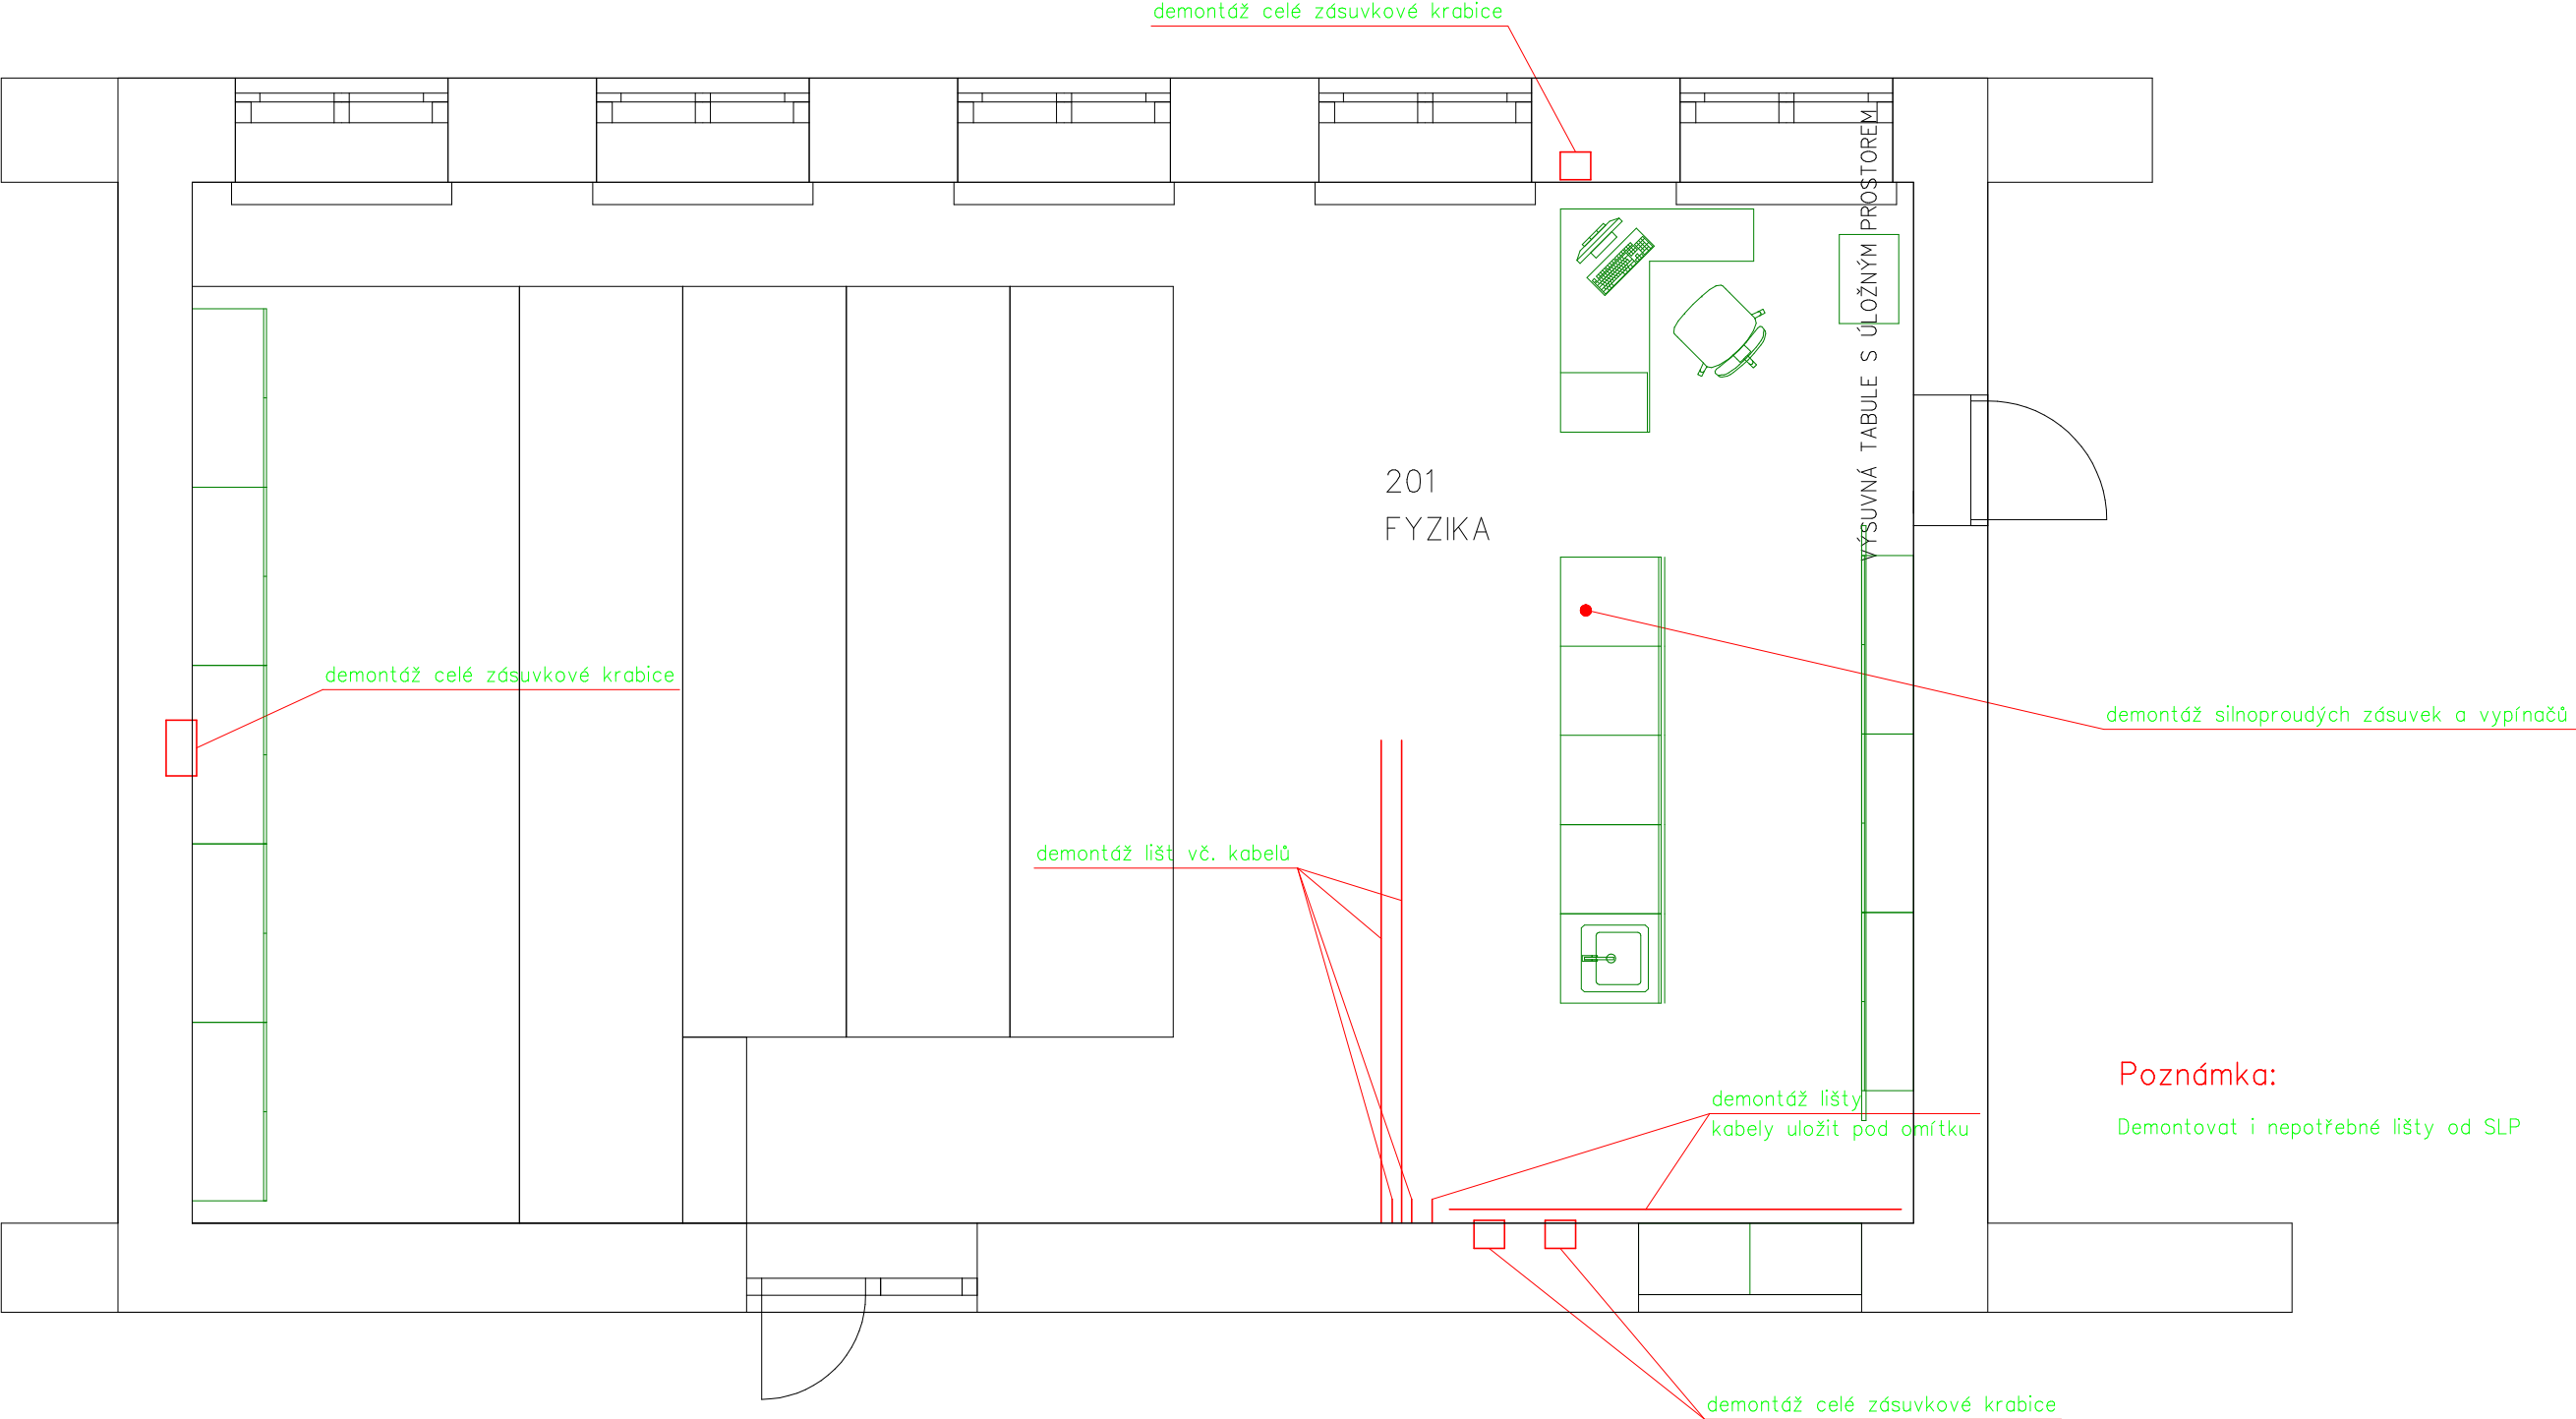 demontáž celé zásuvkové krabice
VÝSUVNÁ TABULE S ÚLOŽNÝM PROSTOREM
201
FYZIKA
demontáž celé zásuvkové krabice
demontáž silnoproudých zásuvek a vypínačů
demontáž lišt vč. kabelů
demontáž lišty
kabely uložit pod omítku
Poznámka:
Demontovat i nepotřebné lišty od SLP
demontáž celé zásuvkové krabice